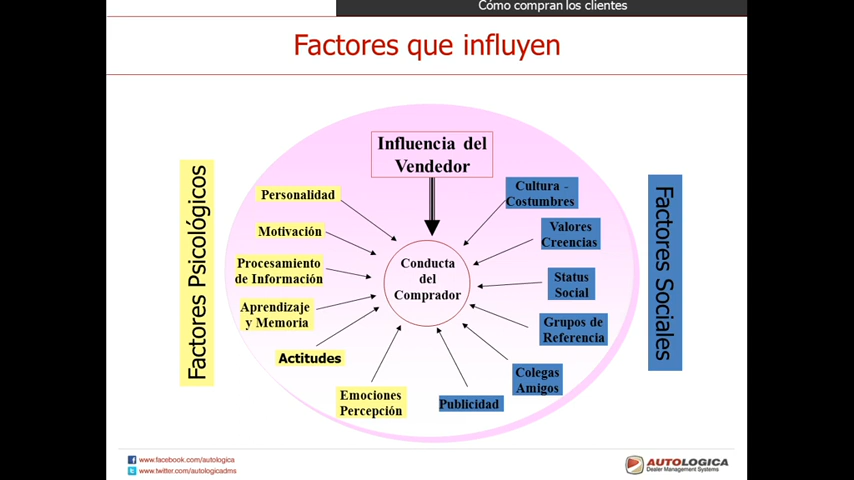 Cómo compran los clientes
Factores que influyen
Influencia del
Vendedor
Factores Psicológicos
Personalidad
Motivación
Procesamiento
de Información
Aprendizaje
y Memoria
Actitudes
Emociones
Percepción
Conducta
del
Comprador
Cultura -
Costumbres
Valores
Creencias
Status
Social
Grupos de
Referencia
Colegas
Amigos
Publicidad
Factores Sociales
www.facebook.com/autologica
www.twitter.com/autologicadms
AUTOLOGICA
Dealer Management Systems